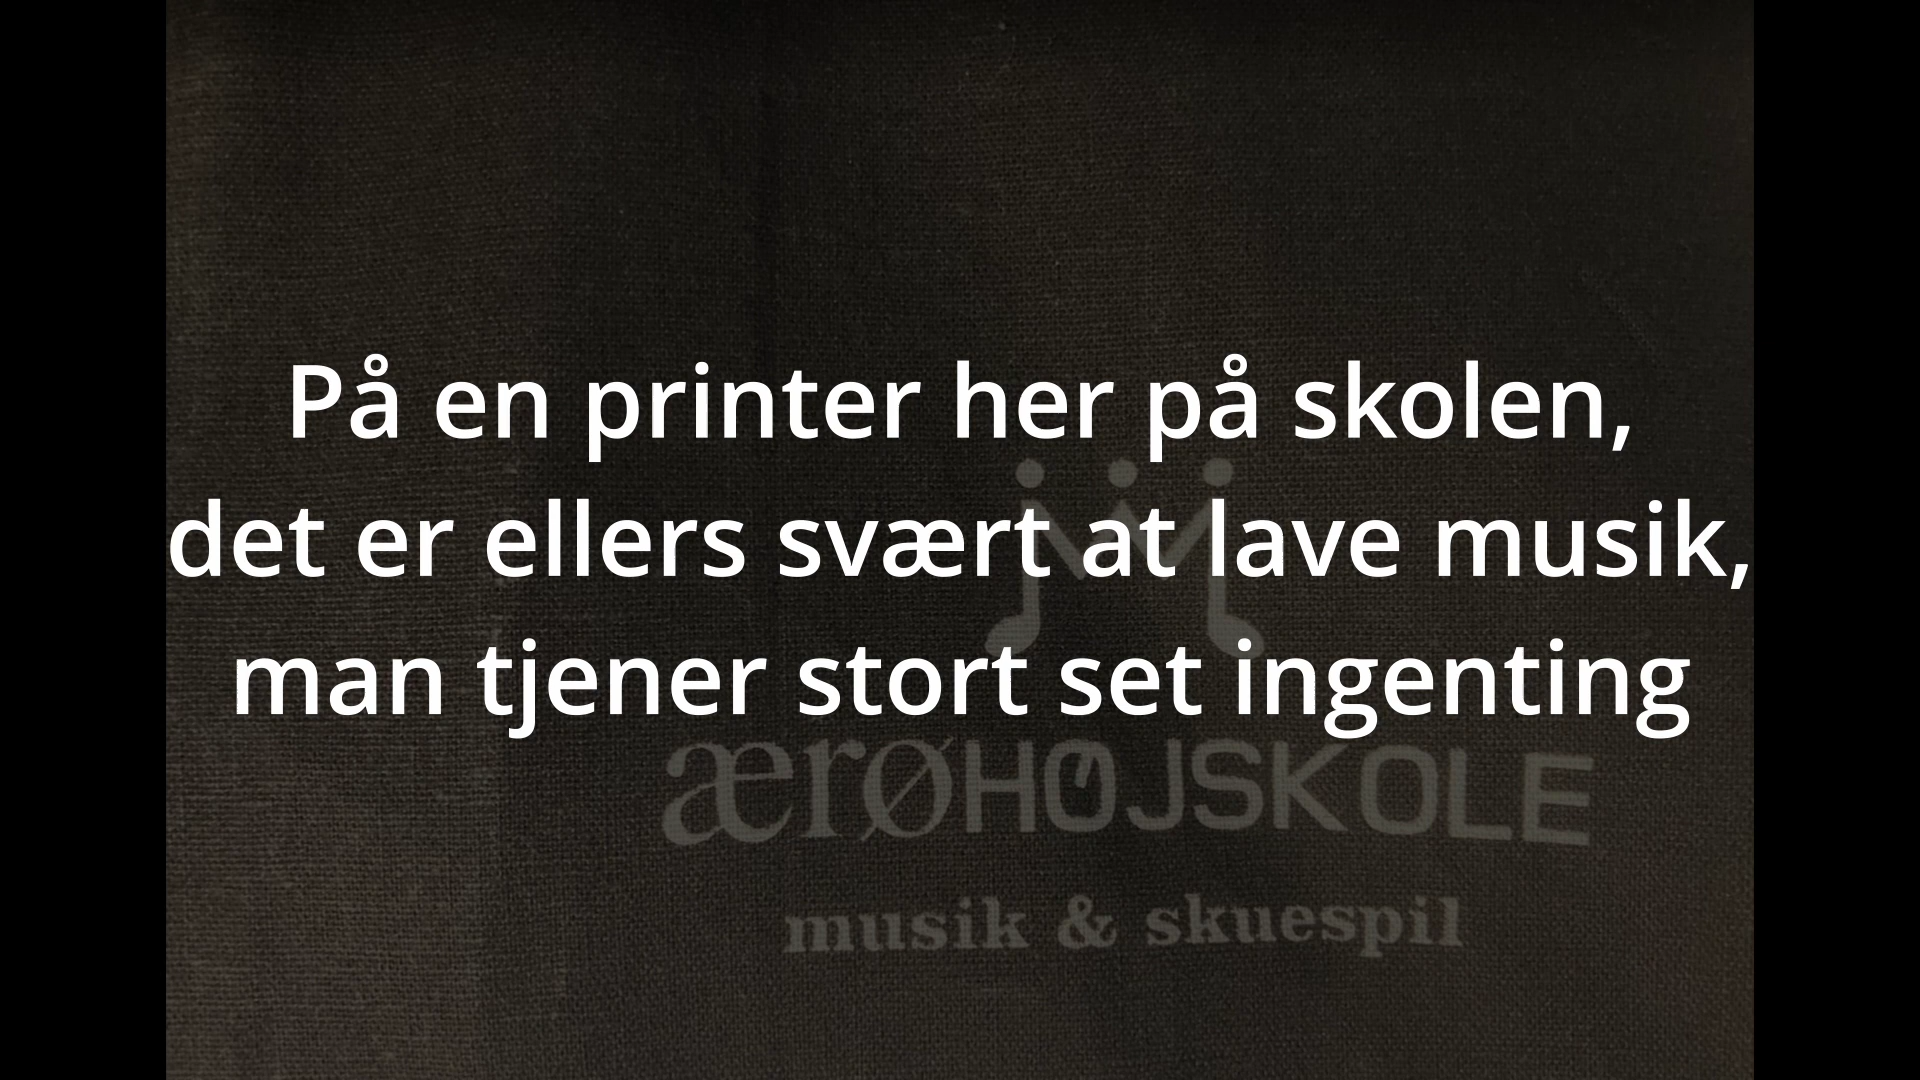 På en printer her på skolen,
det er ellers svært at lave musik,
man tjener stort set ingenting
ærøHØJSKOLE
musik & skuespil